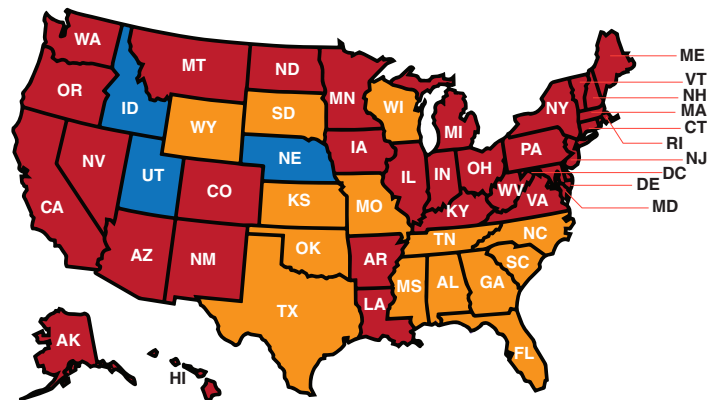 WA
MT
ND
MN
OR
ID
WY
SD
WI
MI
NY
ME
VT
NH
MA
CT
RI
NJ
DC
DE
MD
PA
NV
UT
CO
NE
IA
IL
IN
OH
WV
VA
CA
KS
MO
KY
AZ
NM
OK
AR
TN
NC
SC
TX
LA
MS
AL
GA
FL
AK
HI